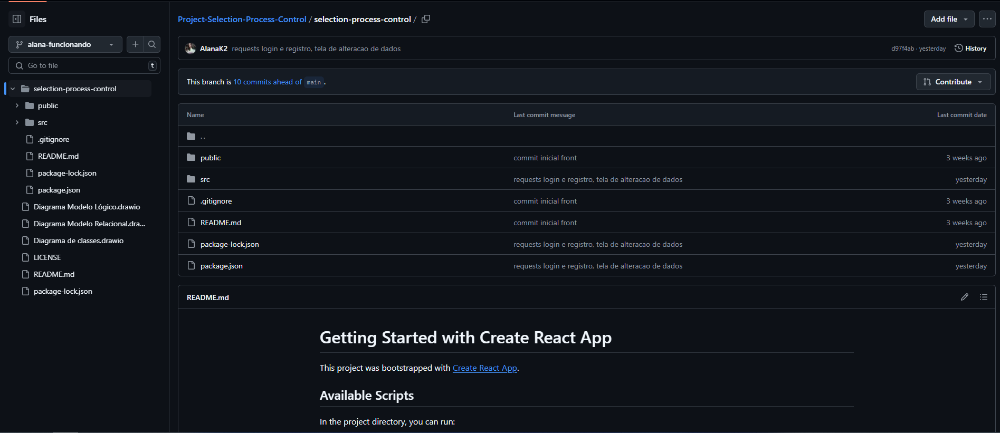 Files
alana-funcionando
Go to file
t
selection-process-control
public
src
.gitignore
README.md
package-lock.json
package.json
Diagrama Modelo Lógico.drawio
Diagrama Modelo Relacional.dra...
Diagrama de classes.drawio
LICENSE
README.md
package-lock.json
Project-Selection-Process-Control / selection-process-control /
Add file
AlanaK2 requests login e registro, tela de alteracao de dados
d97f4ab · yesterday
History
This branch is 10 commits ahead of main .
Contribute
Name Last commit message Last commit date
..
public commit inicial front 3 weeks ago
src requests login e registro, tela de alteracao de dados yesterday
.gitignore commit inicial front 3 weeks ago
README.md commit inicial front 3 weeks ago
package-lock.json requests login e registro, tela de alteracao de dados yesterday
package.json requests login e registro, tela de alteracao de dados yesterday
README.md
Getting Started with Create React App
This project was bootstrapped with Create React App.
Available Scripts
In the project directory, you can run: